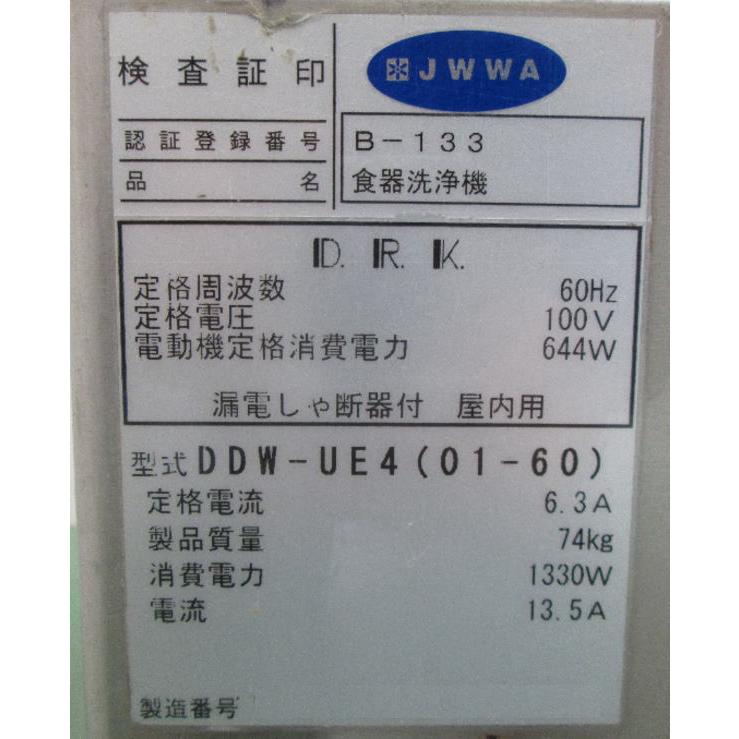 検査証印
JWWA
認証登録番号 B-133
品名 食器洗浄機
D.R.K.
定格周波数 60Hz
定格電圧 100V
電動機定格消費電力 644W
漏電しゃ断器付 屋内用
型式 DDW-UE4(01-60)
定格電流 6.3A
製品質量 74kg
消費電力 1330W
電流 13.5A
製造番号